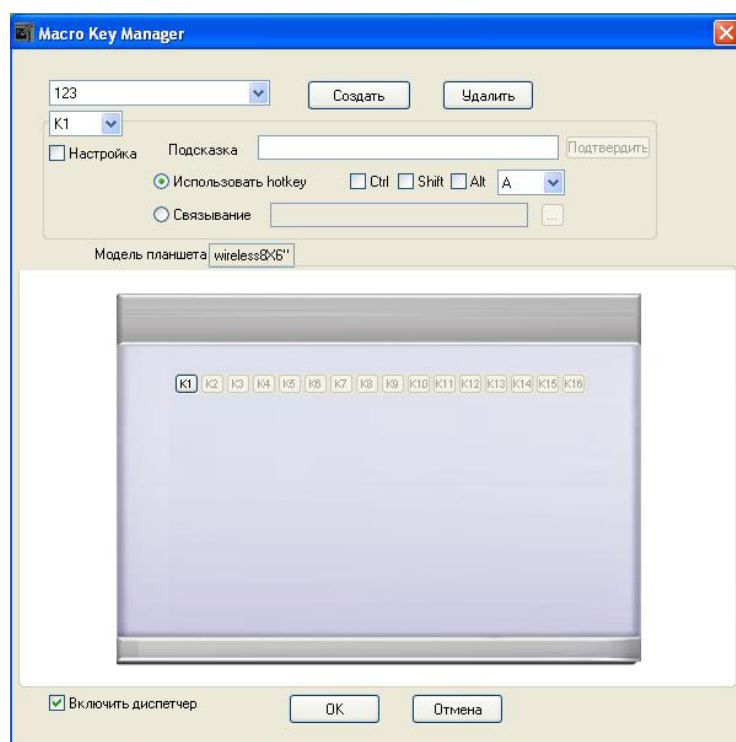 Macro Key Manager
123 Создать Удалить
K1
Настройка Подсказка Подтвердить
Использовать hotkey Ctrl Shift Alt A
Связывание ...
Модель планшета wireless8X6"
K1 K2 K3 K4 K5 K6 K7 K8 K9 K10 K11 K12 K13 K14 K15 K16
Включить диспетчер OK Отмена